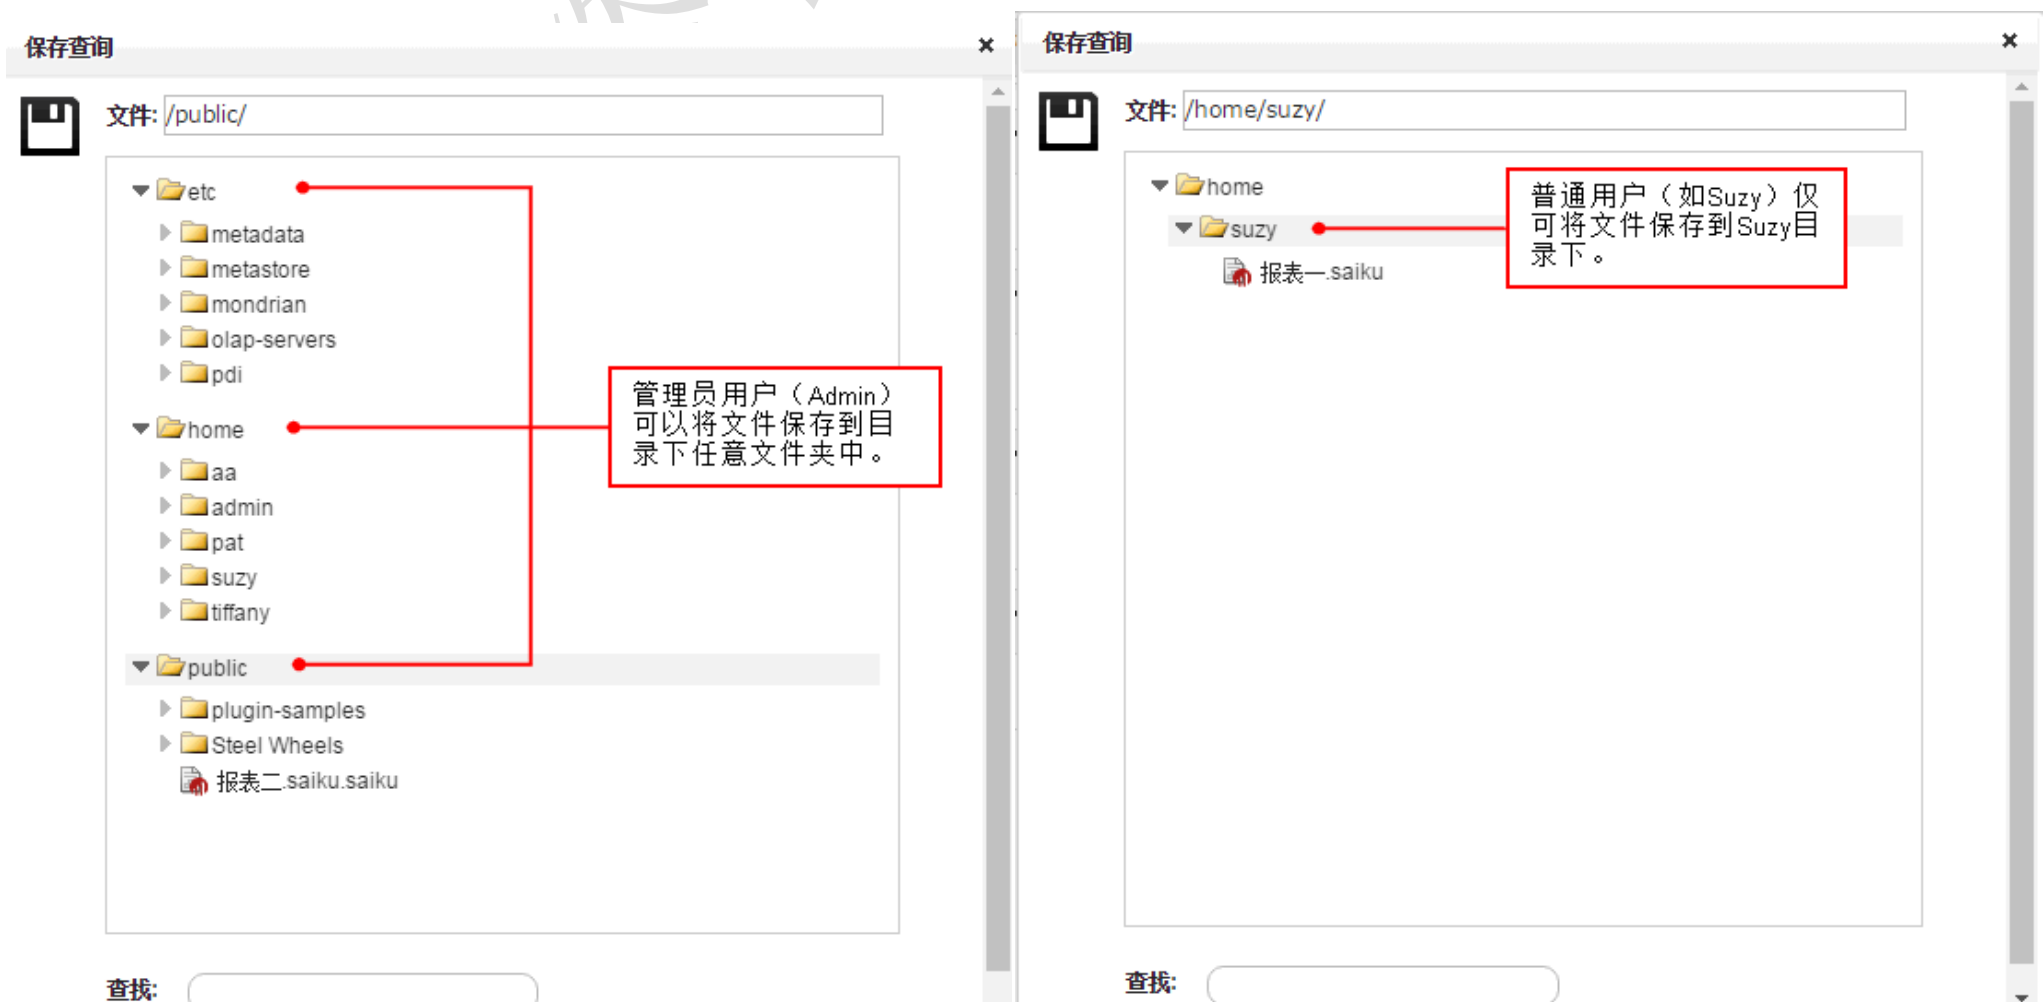 保存查询
×
文件: /public/
etc
metadata
metastore
mondrian
olap-servers
pdi
home
aa
admin
pat
suzy
tiffany
public
plugin-samples
Steel Wheels
报表二.saiku.saiku
管理员用户（Admin）
可以将文件保存到目
录下任意文件夹中。
查找:
保存查询
×
文件: /home/suzy/
home
suzy
报表一.saiku
普通用户（如Suzy）仅
可将文件保存到Suzy目
录下。
查找: